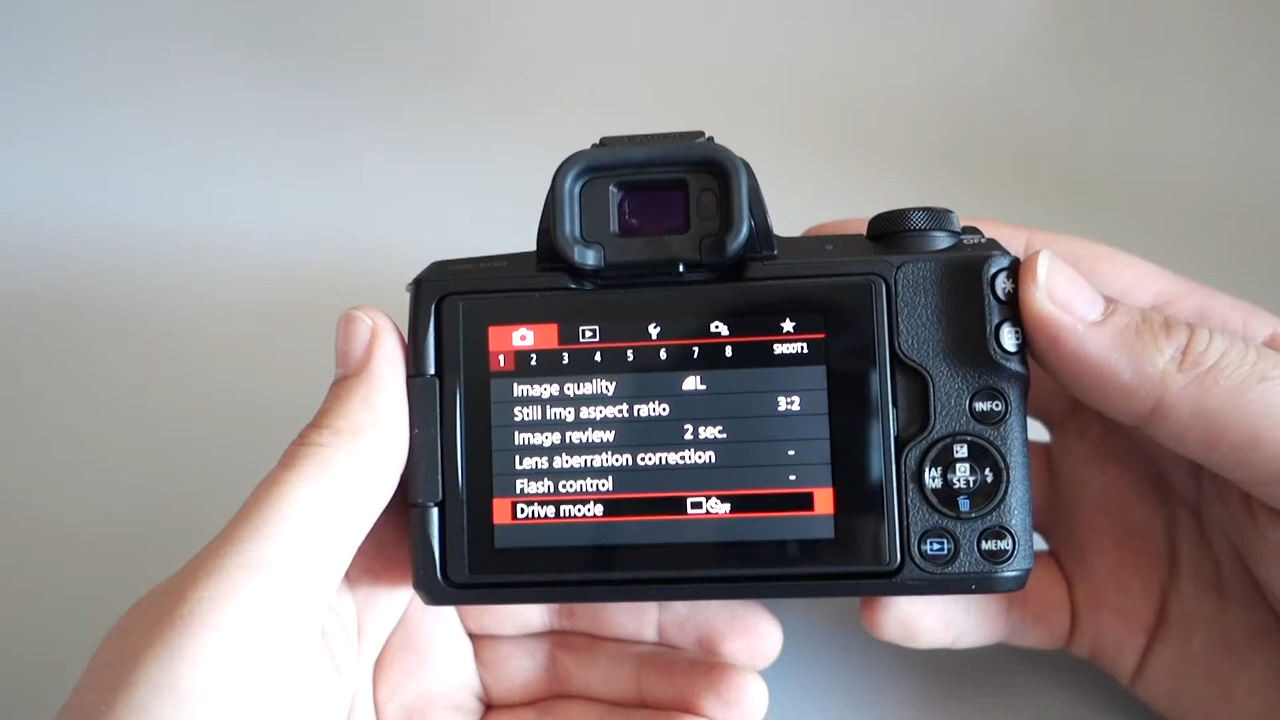 OFF
1 2 3 4 5 6 7 8 SHOOT1
Image quality L
Still img aspect ratio 3:2
Image review 2 sec.
Lens aberration correction -
Flash control -
Drive mode OFF
INFO
AF
MF
Q
SET
MENU